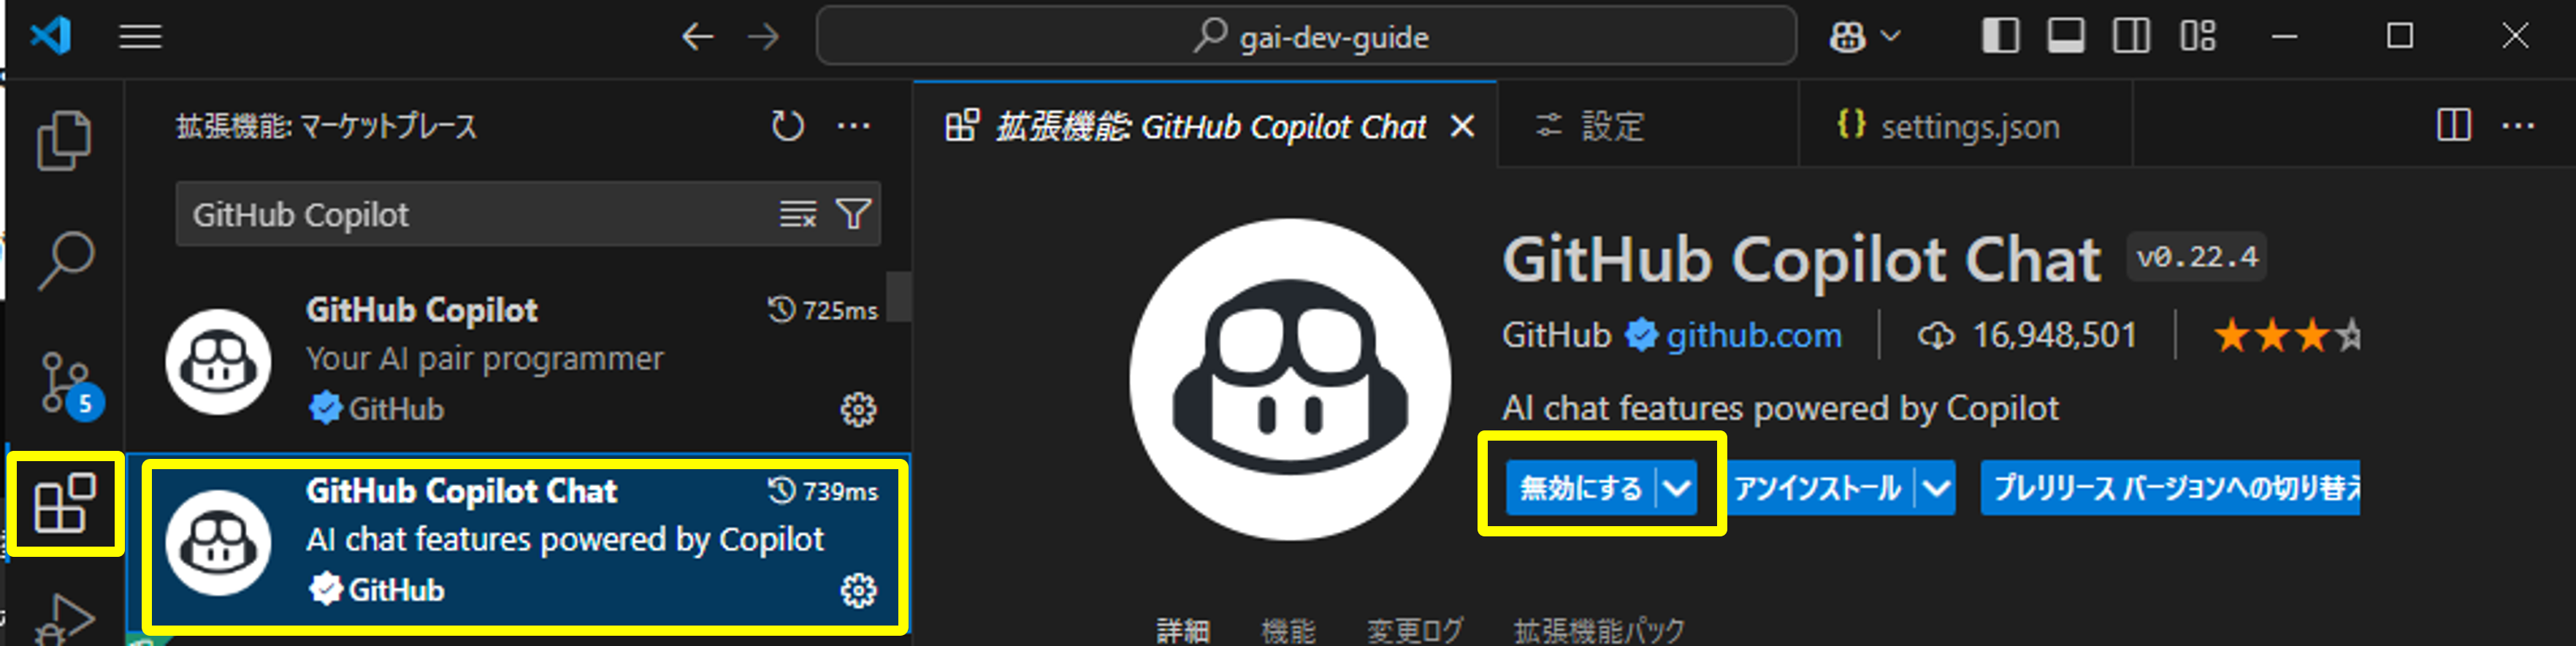 gai-dev-guide
拡張機能: マーケットプレース
拡張機能: GitHub Copilot Chat
設定
{} settings.json
GitHub Copilot
GitHub Copilot
725ms
Your AI pair programmer
GitHub
5
GitHub Copilot Chat
739ms
AI chat features powered by Copilot
GitHub
GitHub Copilot Chat
v0.22.4
GitHub
github.com
16,948,501
AI chat features powered by Copilot
無効にする
アンインストール
プレリリース バージョンへの切り替え
詳細
機能
変更ログ
拡張機能パック